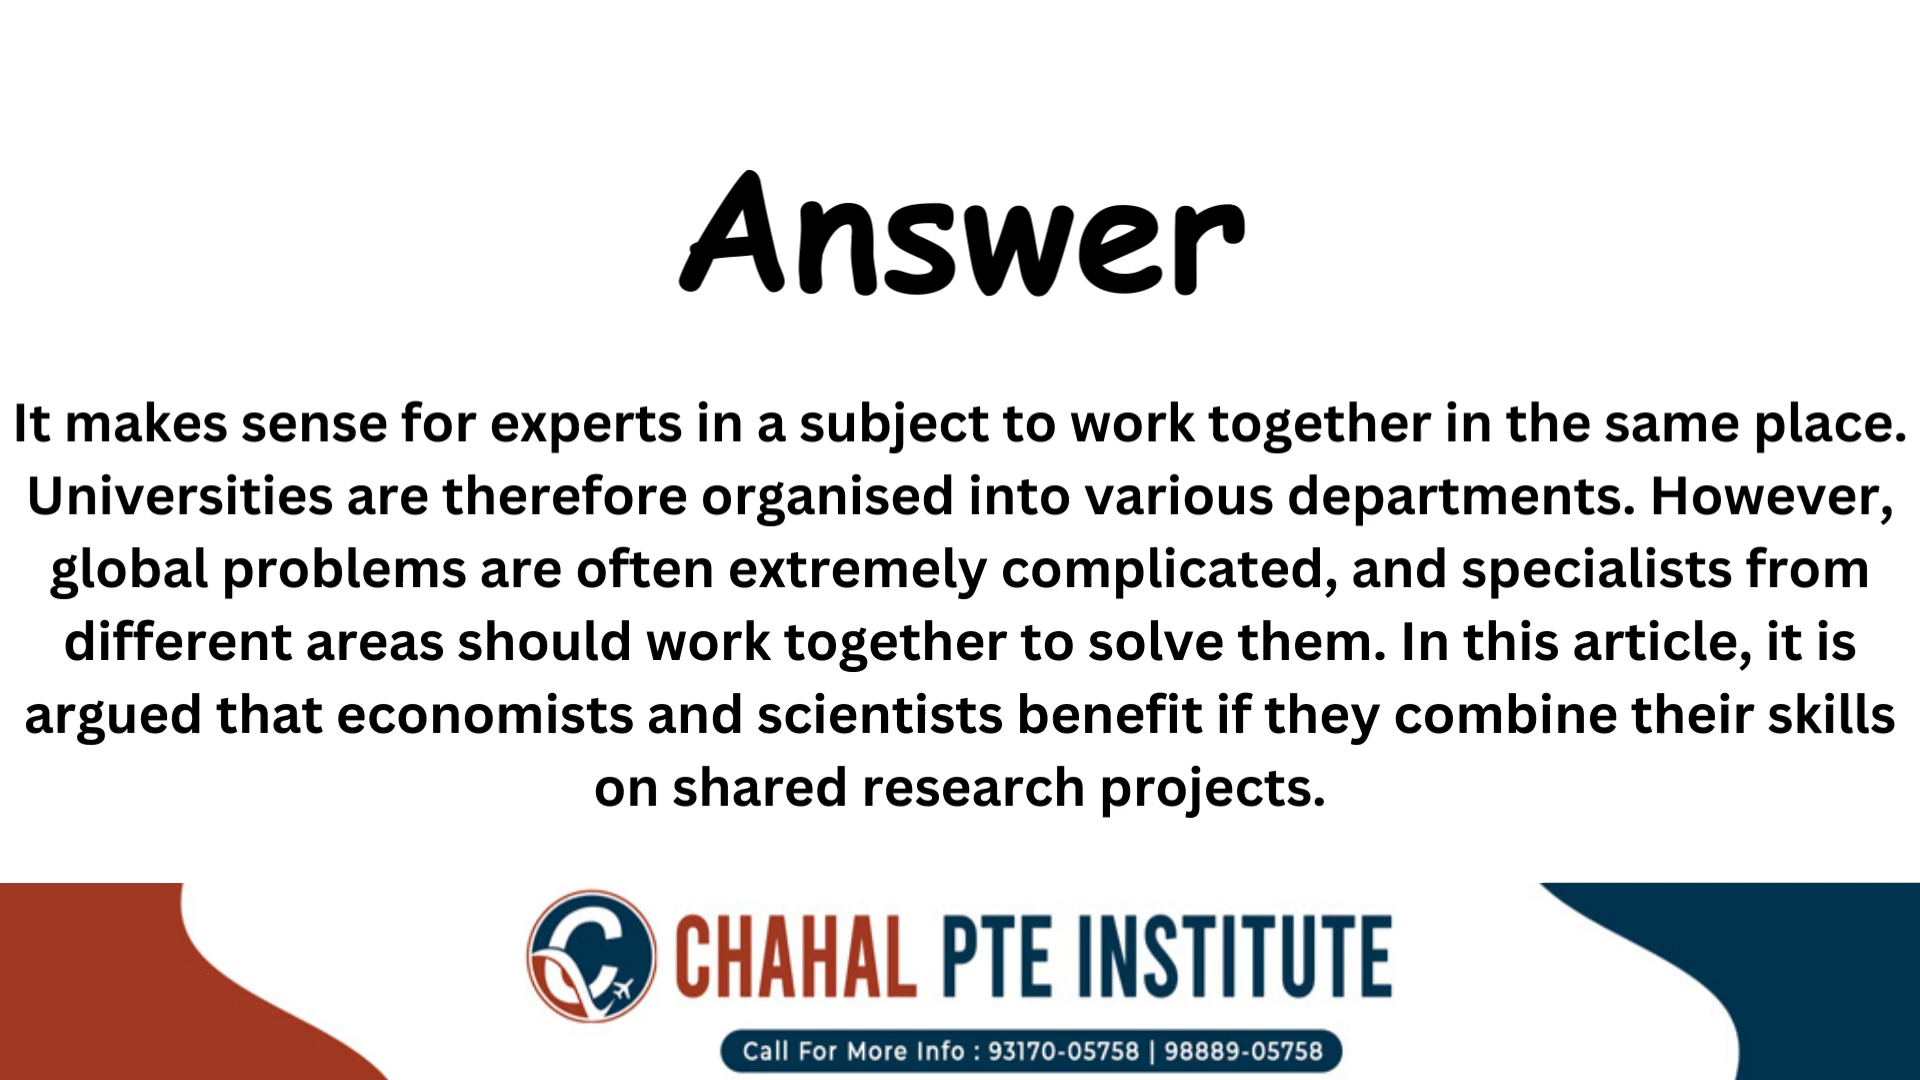 Answer
It makes sense for experts in a subject to work together in the same place.
Universities are therefore organised into various departments. However,
global problems are often extremely complicated, and specialists from
different areas should work together to solve them. In this article, it is
argued that economists and scientists benefit if they combine their skills
on shared research projects.
CHAHAL PTE INSTITUTE
Call For More Info : 93170-05758 | 98889-05758